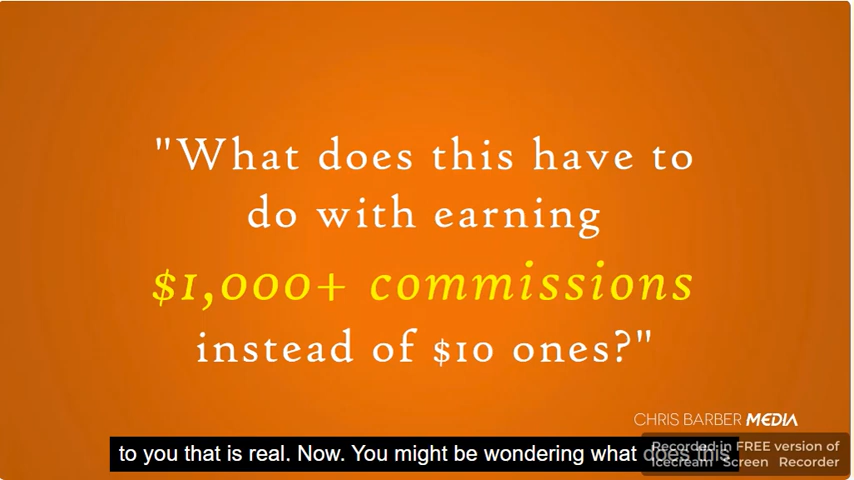 "What does this have to
do with earning
$1,000+ commissions
instead of $10 ones?"
CHRIS BARBER MEDIA
to you that is real. Now. You might be wondering what does this
Recorded in FREE version of
Icecream Screen Recorder